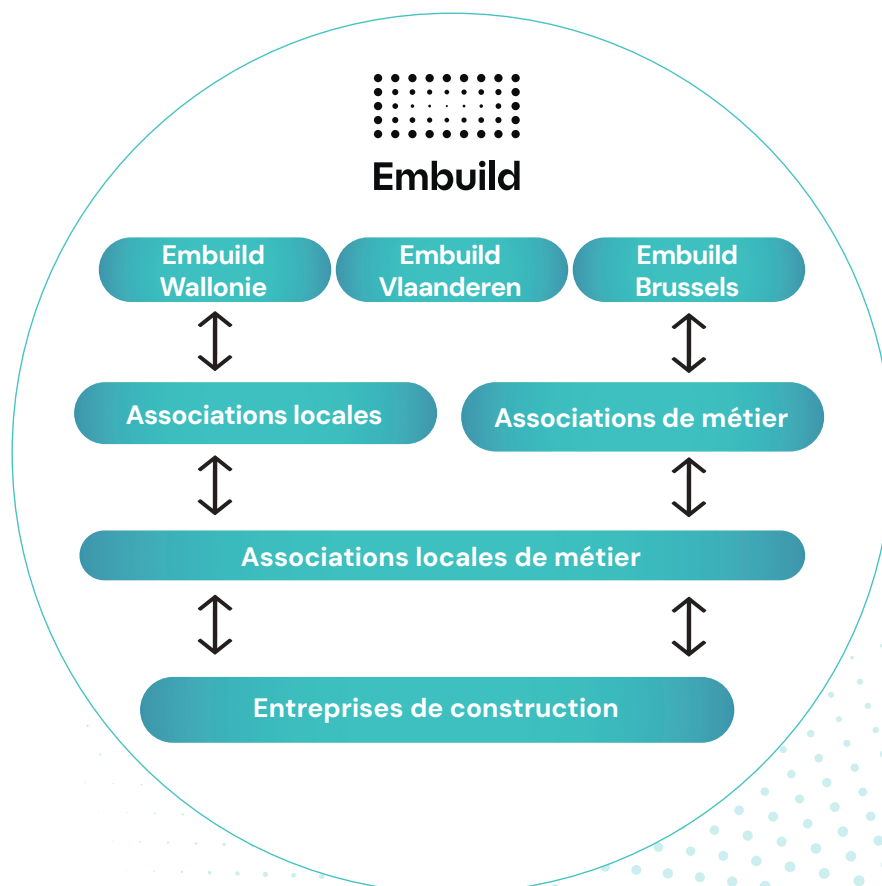 Embuild
Embuild
Wallonie
Embuild
Vlaanderen
Embuild
Brussels
Associations locales
Associations de métier
Associations locales de métier
Entreprises de construction